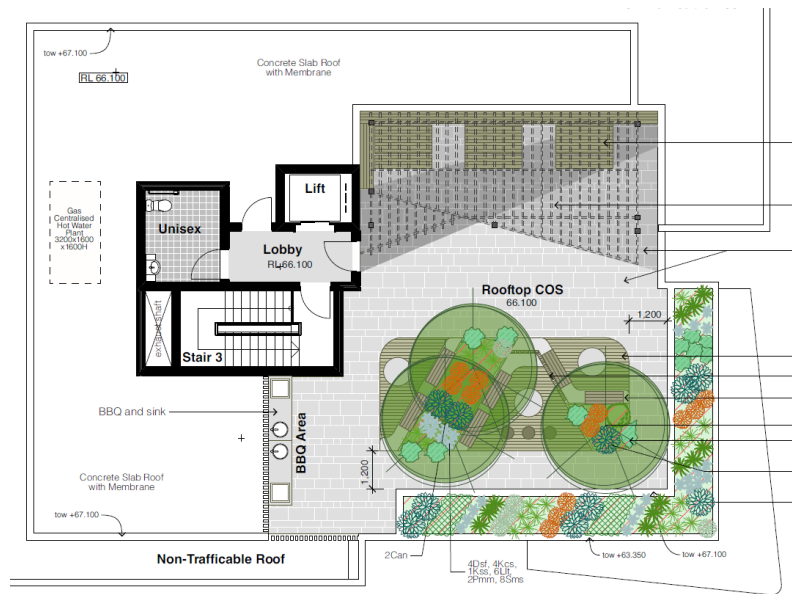 tow +67.100
RL 66.100
Concrete Slab Roof
with Membrane
Gas
Centralised
Hot Water
Plant
3200x1600
x1600H
Lift
Unisex
Lobby
RL 66.100
Rooftop COS
66.100
1,200
exhaust shaft
Stair 3
BBQ and sink
BBQ Area
1,200
Concrete Slab Roof
with Membrane
tow +67.100
Non-Trafficable Roof
2Can
4Dsf, 4Kcs,
1Kss, 6Llt,
2Pmm, 8Sms
tow +63.350
tow +67.100